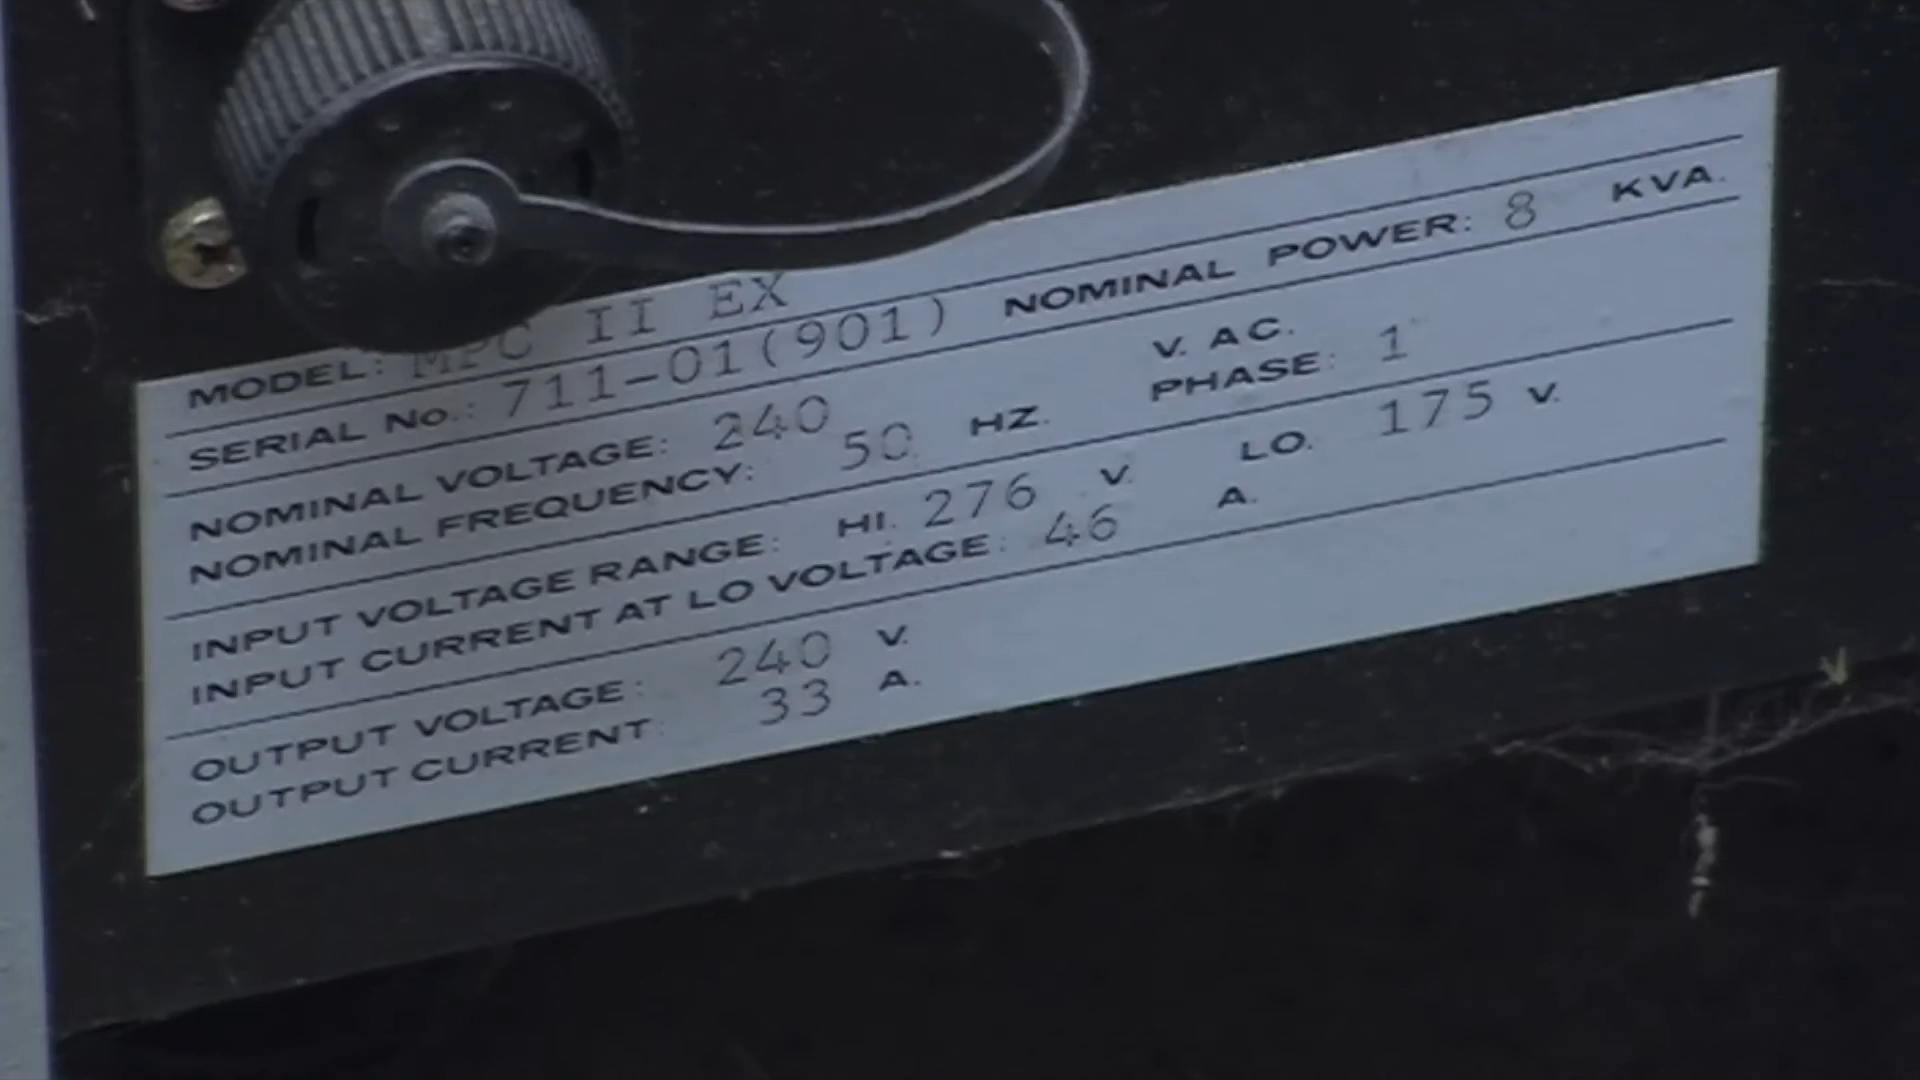 MODEL: MPC II EX
SERIAL No.: 711-01(901) NOMINAL POWER: 8 KVA.
NOMINAL VOLTAGE: 240 V. AC.
NOMINAL FREQUENCY: 50 HZ. PHASE: 1
INPUT VOLTAGE RANGE: HI. 276 V. LO. 175 V.
INPUT CURRENT AT LO VOLTAGE: 46 A.
OUTPUT VOLTAGE: 240 V.
OUTPUT CURRENT: 33 A.